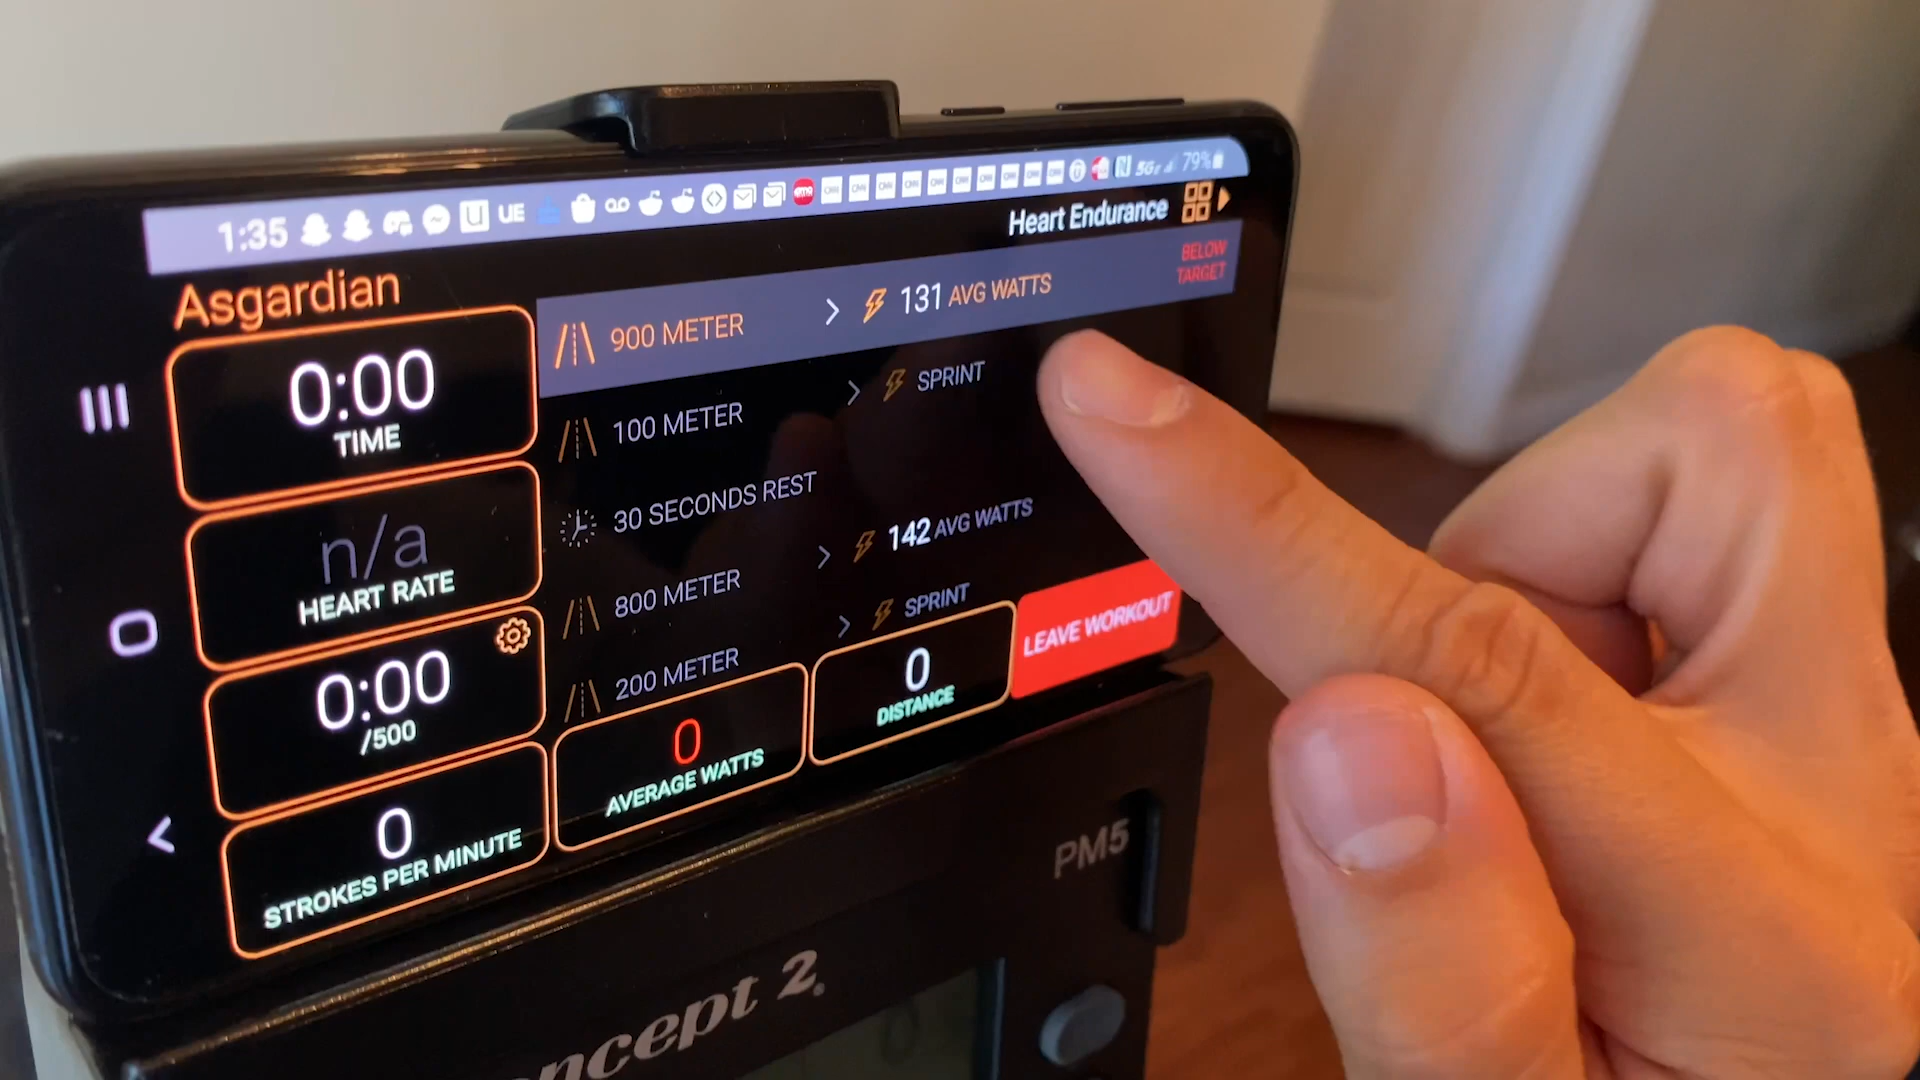 1:35 UE 5G 79%
Heart Endurance
Asgardian
0:00
TIME
n/a
HEART RATE
0:00
/500
0
STROKES PER MINUTE
900 METER > 131 AVG WATTS
BELOW
TARGET
100 METER > SPRINT
30 SECONDS REST
800 METER > 142 AVG WATTS
200 METER > SPRINT
0
AVERAGE WATTS
0
DISTANCE
LEAVE WORKOUT
PM5
ncept 2